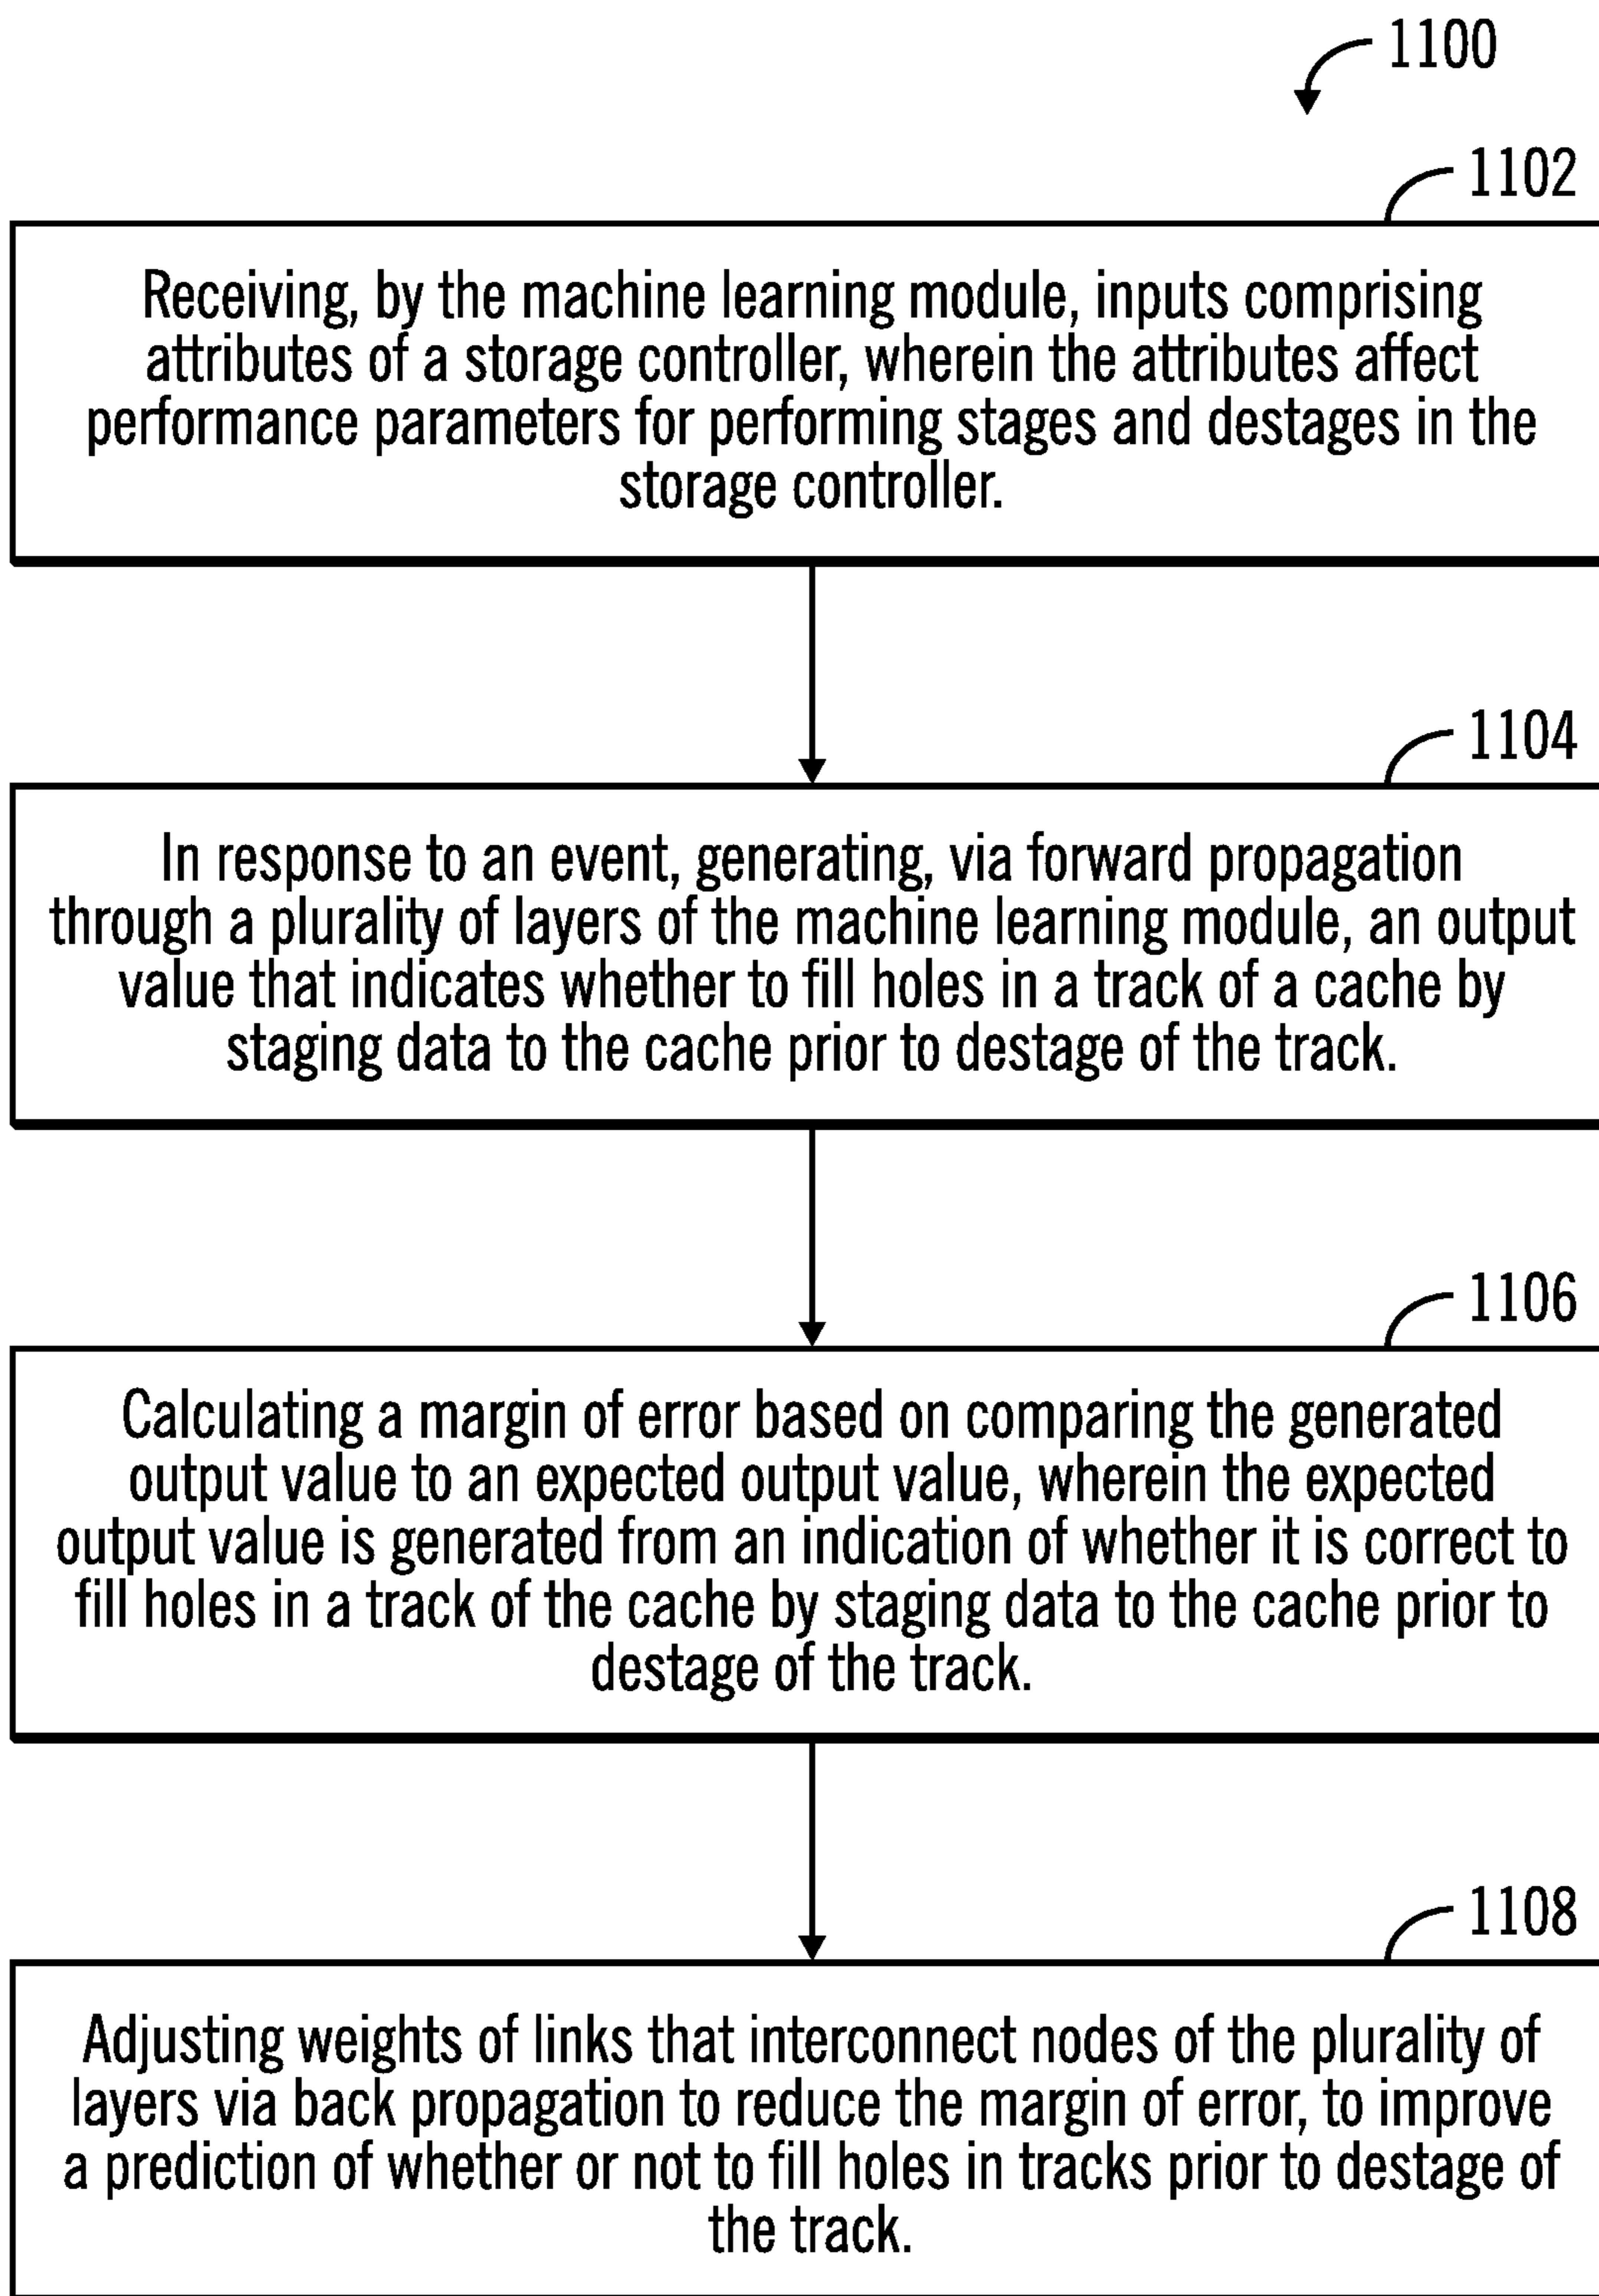 1100
1102
Receiving, by the machine learning module, inputs comprising
attributes of a storage controller, wherein the attributes affect
performance parameters for performing stages and destages in the
storage controller.
1104
In response to an event, generating, via forward propagation
through a plurality of layers of the machine learning module, an output
value that indicates whether to fill holes in a track of a cache by
staging data to the cache prior to destage of the track.
1106
Calculating a margin of error based on comparing the generated
output value to an expected output value, wherein the expected
output value is generated from an indication of whether it is correct to
fill holes in a track of the cache by staging data to the cache prior to
destage of the track.
1108
Adjusting weights of links that interconnect nodes of the plurality of
layers via back propagation to reduce the margin of error, to improve
a prediction of whether or not to fill holes in tracks prior to destage of
the track.